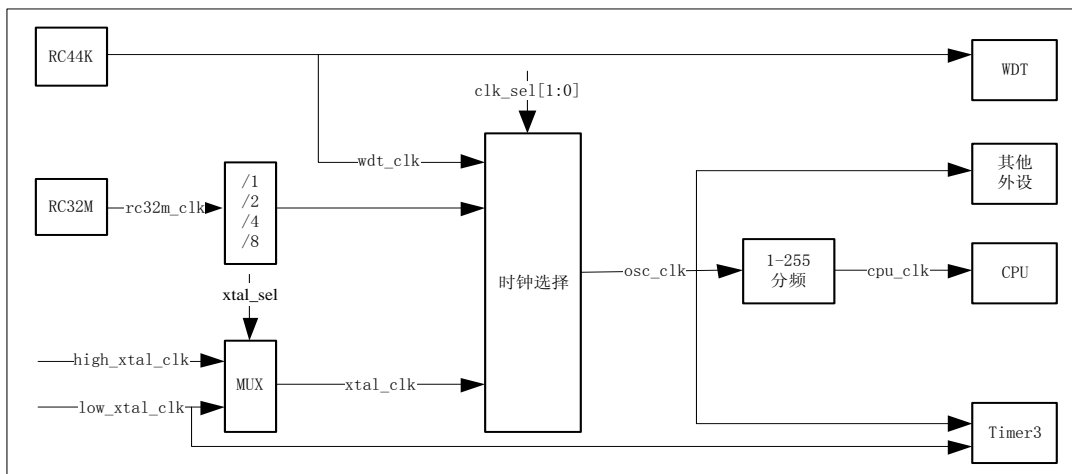 RC44K
WDT
clk_sel[1:0]
wdt_clk
其他
外设
RC32M
rc32m_clk
/1
/2
/4
/8
时钟选择
osc_clk
1-255
分频
cpu_clk
CPU
xtal_sel
high_xtal_clk
MUX
xtal_clk
low_xtal_clk
Timer3